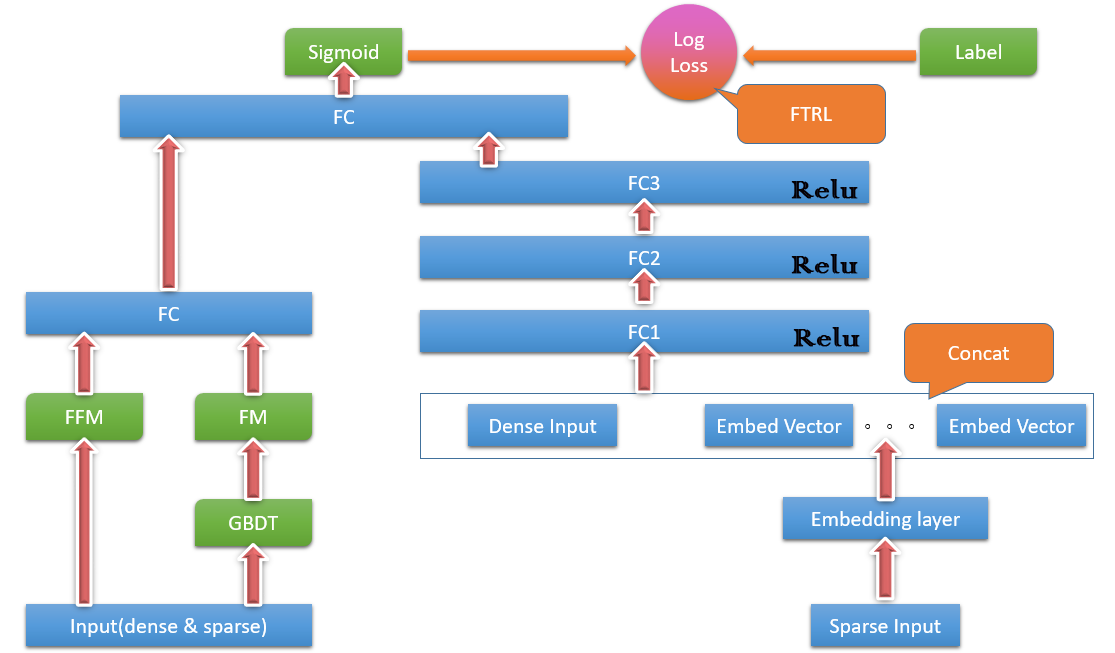 Sigmoid
Log
Loss
Label
FC
FTRL
FC3
Relu
FC2
Relu
FC
FC1
Relu
Concat
FFM
FM
Dense Input
Embed Vector
。。。
Embed Vector
GBDT
Embedding layer
Input(dense & sparse)
Sparse Input